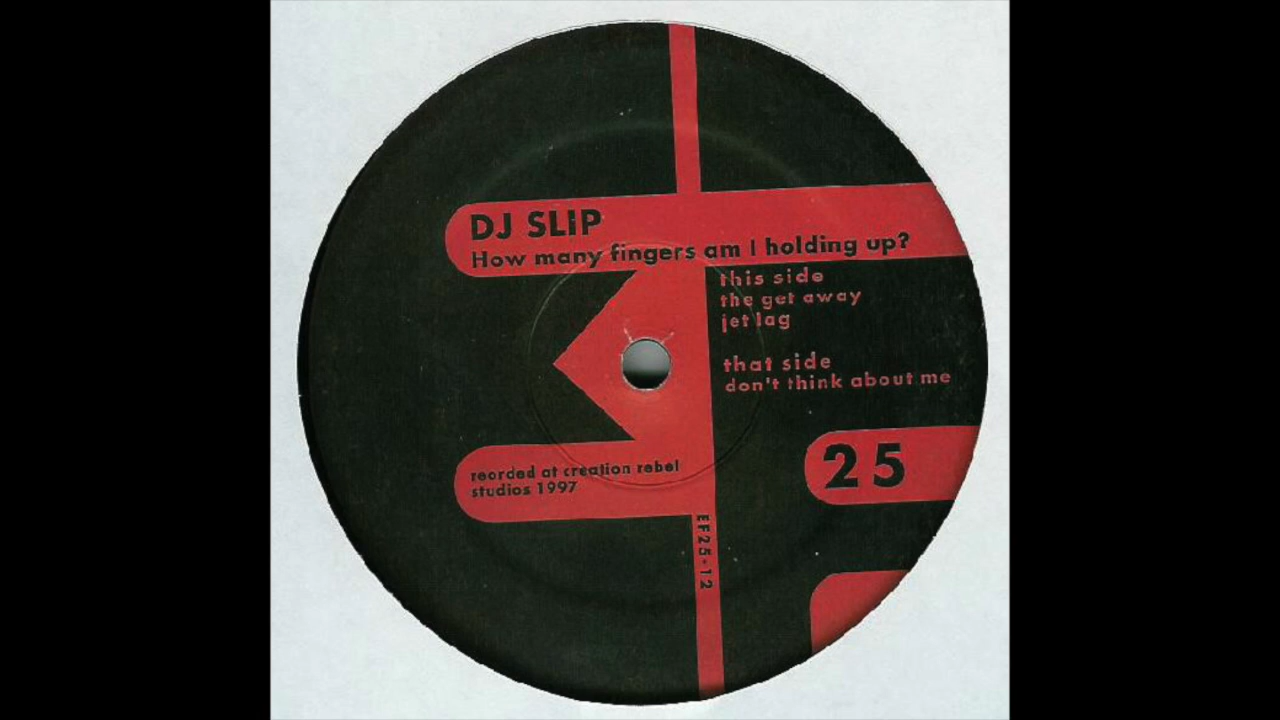 DJ SLIP
How many fingers am I holding up?
this side
the get away
jet lag
that side
don't think about me
25
reorded at creation rebel
studios 1997
EF25-12